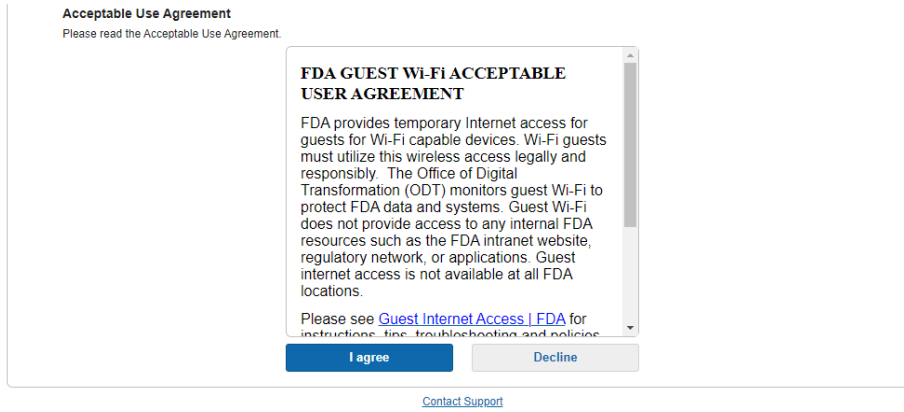 Acceptable Use Agreement
Please read the Acceptable Use Agreement.
FDA GUEST Wi-Fi ACCEPTABLE
USER AGREEMENT
FDA provides temporary Internet access for
guests for Wi-Fi capable devices. Wi-Fi guests
must utilize this wireless access legally and
responsibly.  The Office of Digital
Transformation (ODT) monitors guest Wi-Fi to
protect FDA data and systems. Guest Wi-Fi
does not provide access to any internal FDA
resources such as the FDA intranet website,
regulatory network, or applications. Guest
internet access is not available at all FDA
locations.
Please see Guest Internet Access | FDA for
instructions, tips, troubleshooting and policies
I agree
Decline
Contact Support